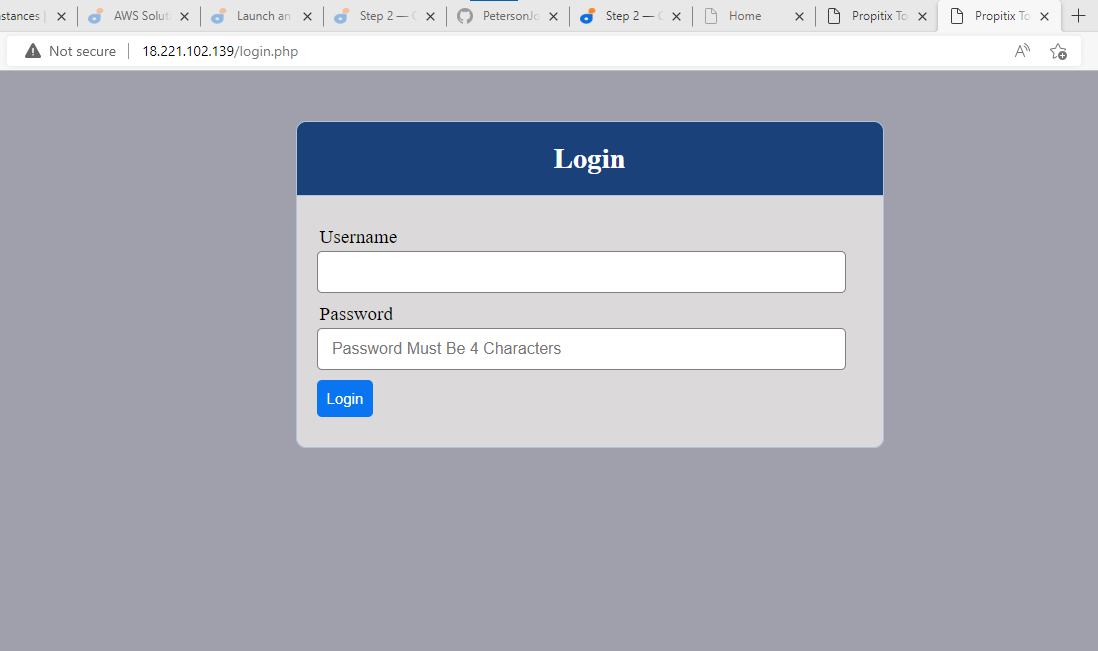 stances | AWS Solut Launch an Step 2 — C PetersonJo Step 2 — C Home Propitix To Propitix To
Not secure 18.221.102.139/login.php
Login
Username
Password
Password Must Be 4 Characters
Login